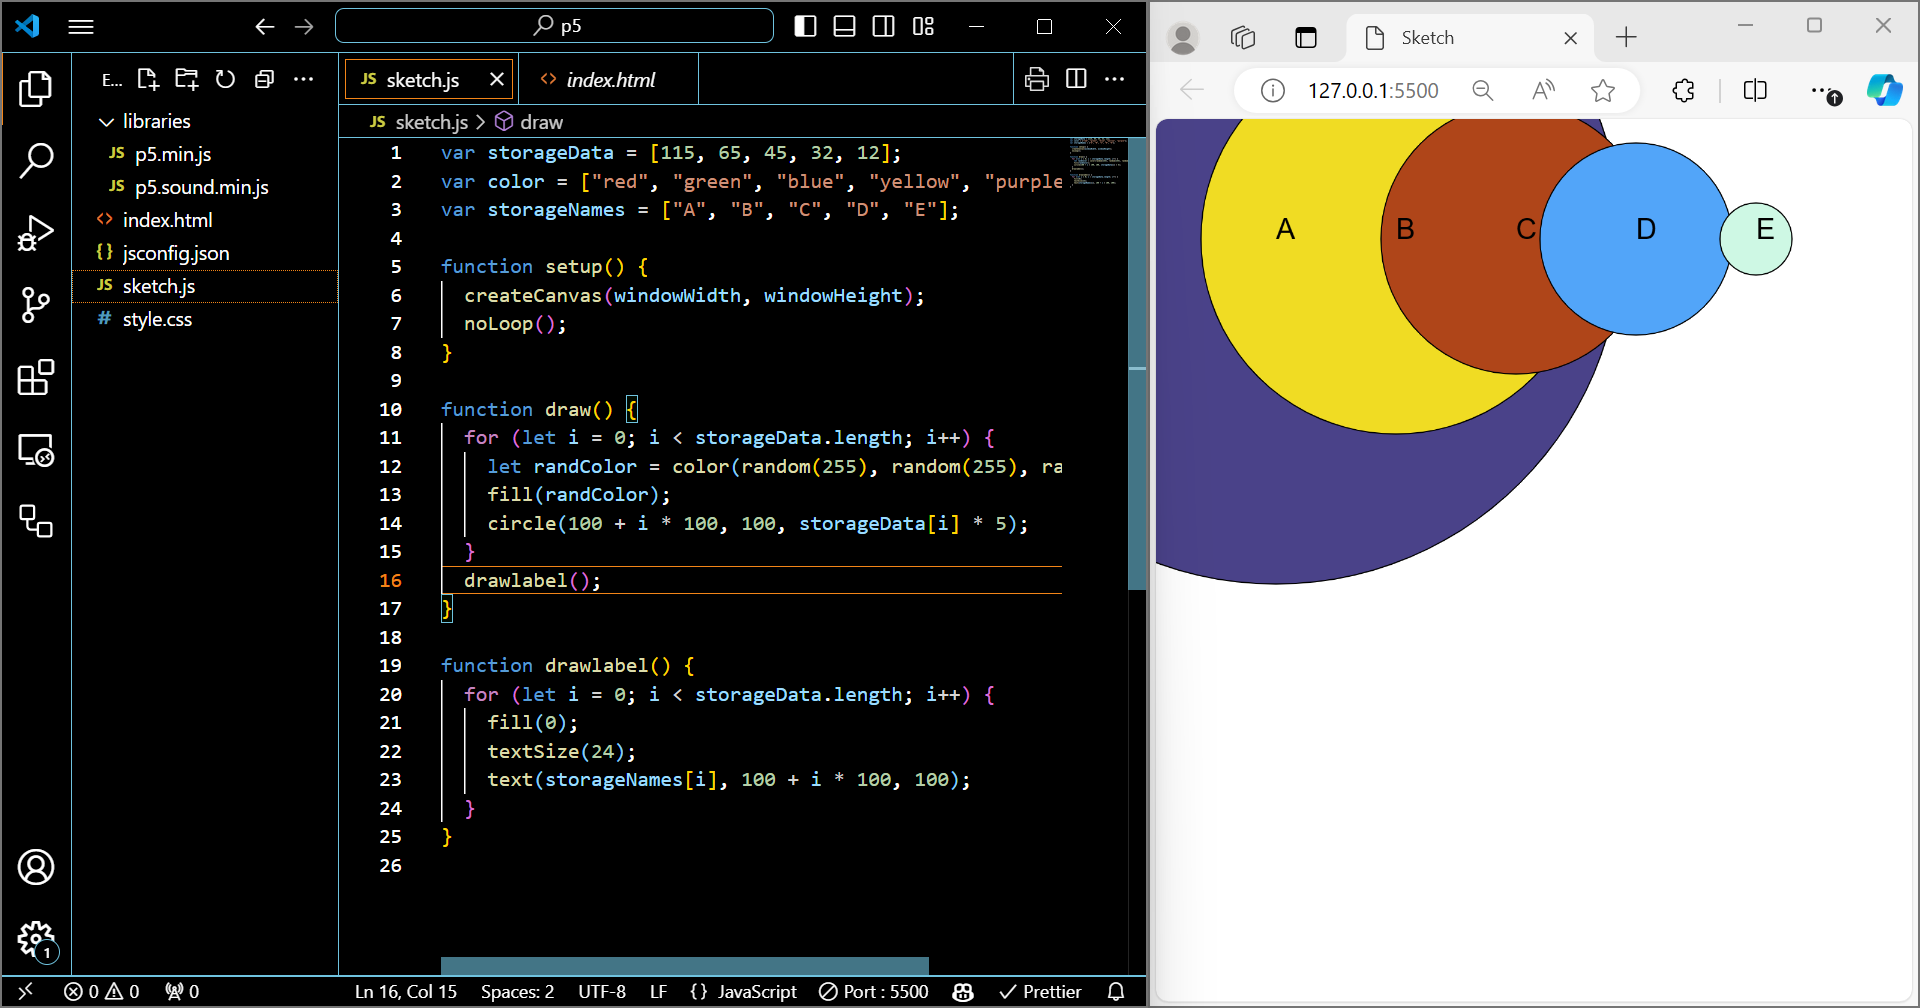 p5
E...
libraries
JS p5.min.js
JS p5.sound.min.js
<> index.html
{} jsconfig.json
JS sketch.js
# style.css
1
JS sketch.js
<> index.html
JS sketch.js > draw
1 var storageData = [115, 65, 45, 32, 12];
2 var color = ["red", "green", "blue", "yellow", "purple
3 var storageNames = ["A", "B", "C", "D", "E"];
4
5 function setup() {
6 createCanvas(windowWidth, windowHeight);
7 noLoop();
8 }
9
10 function draw() {
11 for (let i = 0; i < storageData.length; i++) {
12 let randColor = color(random(255), random(255), ra
13 fill(randColor);
14 circle(100 + i * 100, 100, storageData[i] * 5);
15 }
16 drawlabel();
17 }
18
19 function drawlabel() {
20 for (let i = 0; i < storageData.length; i++) {
21 fill(0);
22 textSize(24);
23 text(storageNames[i], 100 + i * 100, 100);
24 }
25 }
26
0 0 0 Ln 16, Col 15 Spaces: 2 UTF-8 LF {} JavaScript Port : 5500 Prettier
Sketch
127.0.0.1:5500
A B C D E